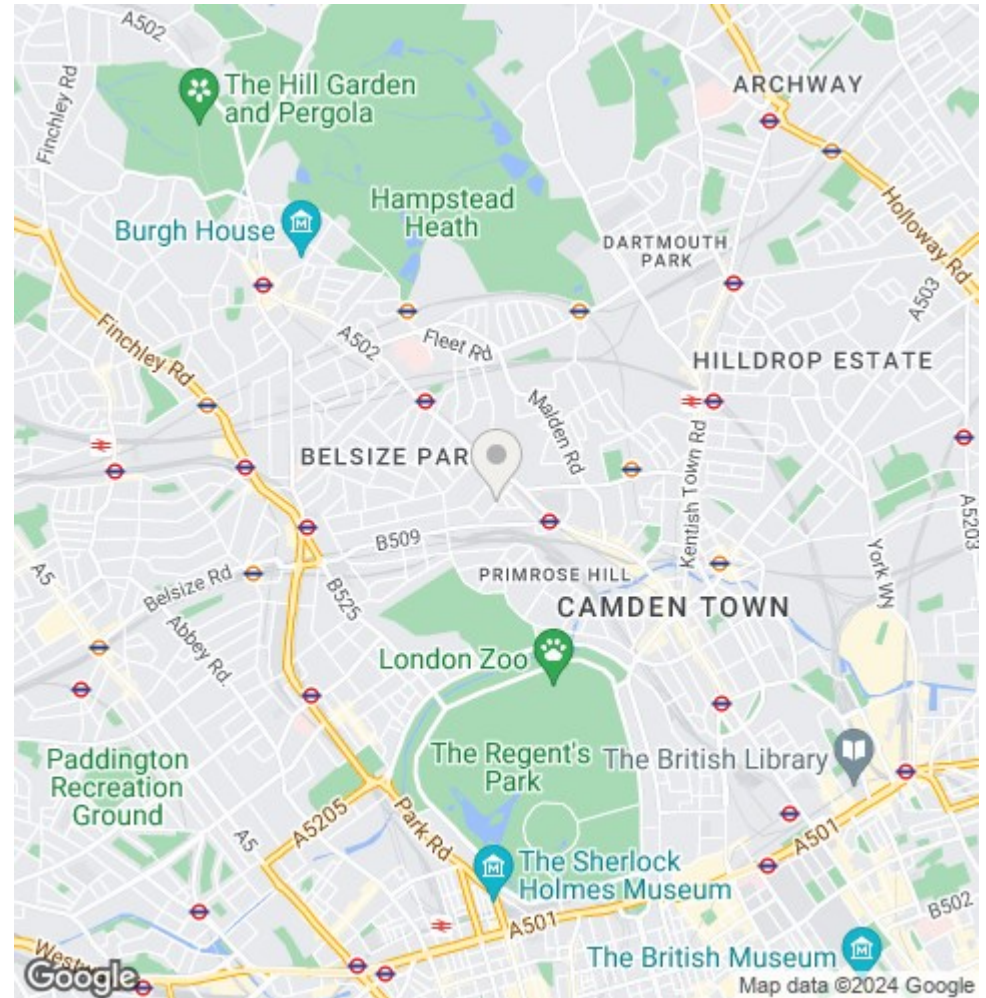 A502
Finchley Rd
The Hill Garden
and Pergola
ARCHWAY
Burgh House
Hampstead
Heath
Holloway Rd
DARTMOUTH
PARK
A503
A502
Fleet Rd
Finchley Rd
HILLDROP ESTATE
Malden Rd
BELSIZE PAR
Kentish Town Rd
A5203
B509
York WN
A5
Belsize Rd
B525
PRIMROSE HILL
CAMDEN TOWN
Abbey Rd.
London Zoo
The Regent's
Park
The British Library
Paddington
Recreation
Ground
A5205
Park Rd
A5
A501
The Sherlock
Holmes Museum
B502
A501
The British Museum
Westw
Google
Map data ©2024 Google